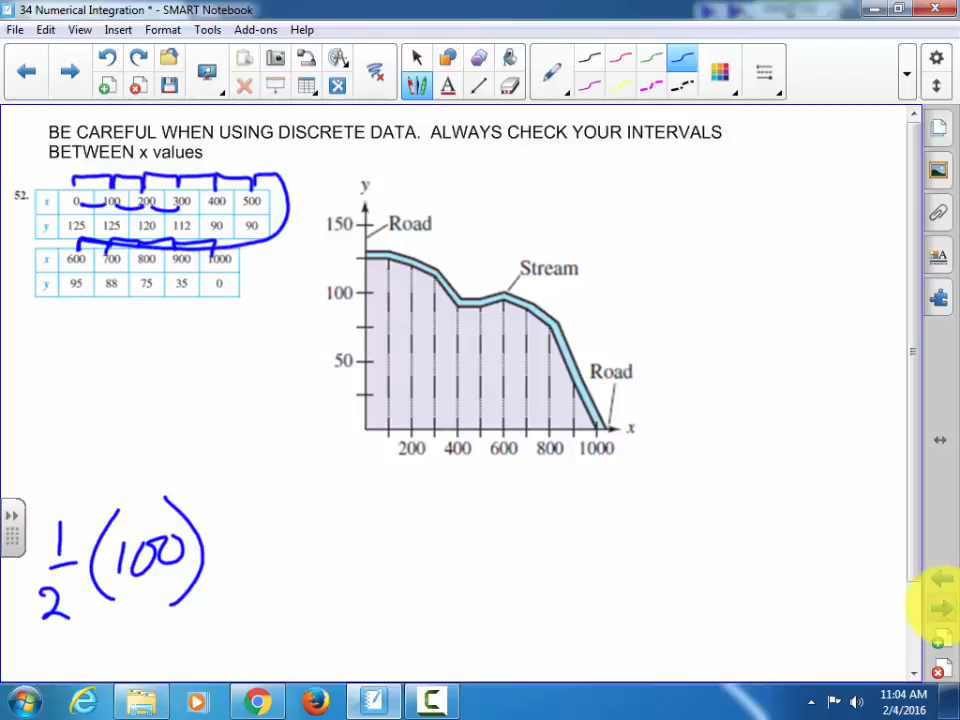 34 Numerical Integration * - SMART Notebook
File Edit View Insert Format Tools Add-ons Help
BE CAREFUL WHEN USING DISCRETE DATA. ALWAYS CHECK YOUR INTERVALS
BETWEEN x values
52.
x 0 100 200 300 400 500
y 125 125 120 112 90 90
x 600 700 800 900 1000
y 95 88 75 35 0
y
150
Road
Stream
100
50
Road
x
200 400 600 800 1000
1/2 (100)
11:04 AM
2/4/2016